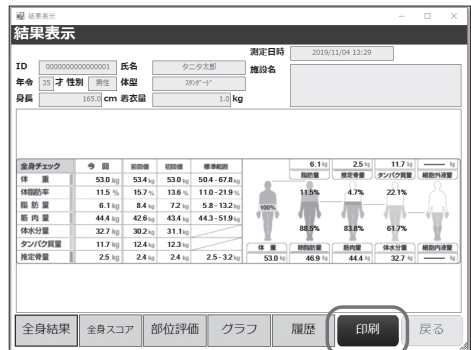 結果表示
結果表示
測定日時 2019/11/04 13:29
ID 0000000000000001 氏名 タニタ太郎 施設名
年令 35 才 性別 男性 体型 スタンダード
身長 165.0 cm 着衣量 1.0 kg
全身チェック 今 回 前回値 初回値 標準範囲
体 重 53.0 kg 53.4 kg 53.0 kg 50.4 - 67.8 kg
体脂肪率 11.5 % 15.7 % 13.6 % 11.0 - 21.9 %
脂 肪 量 6.1 kg 8.4 kg 7.2 kg 5.8 - 13.2 kg
筋 肉 量 44.4 kg 42.6 kg 43.4 kg 44.3 - 51.9 kg
体水分量 32.7 kg 30.2 kg 31.1 kg
タンパク質量 11.7 kg 12.4 kg 12.3 kg
推定骨量 2.5 kg 2.4 kg 2.4 kg 2.5 - 3.2 kg
6.1 kg 2.5 kg 11.7 kg — kg
脂肪量 推定骨量 タンパク質量 細胞外液量
11.5% 4.7% 22.1%
100%
88.5% 83.8% 61.7%
体 重 除脂肪量 筋肉量 体水分量 細胞内液量
53.0 kg 46.9 kg 44.4 kg 32.7 kg — kg
全身結果 全身スコア 部位評価 グラフ 履歴 印刷 戻る